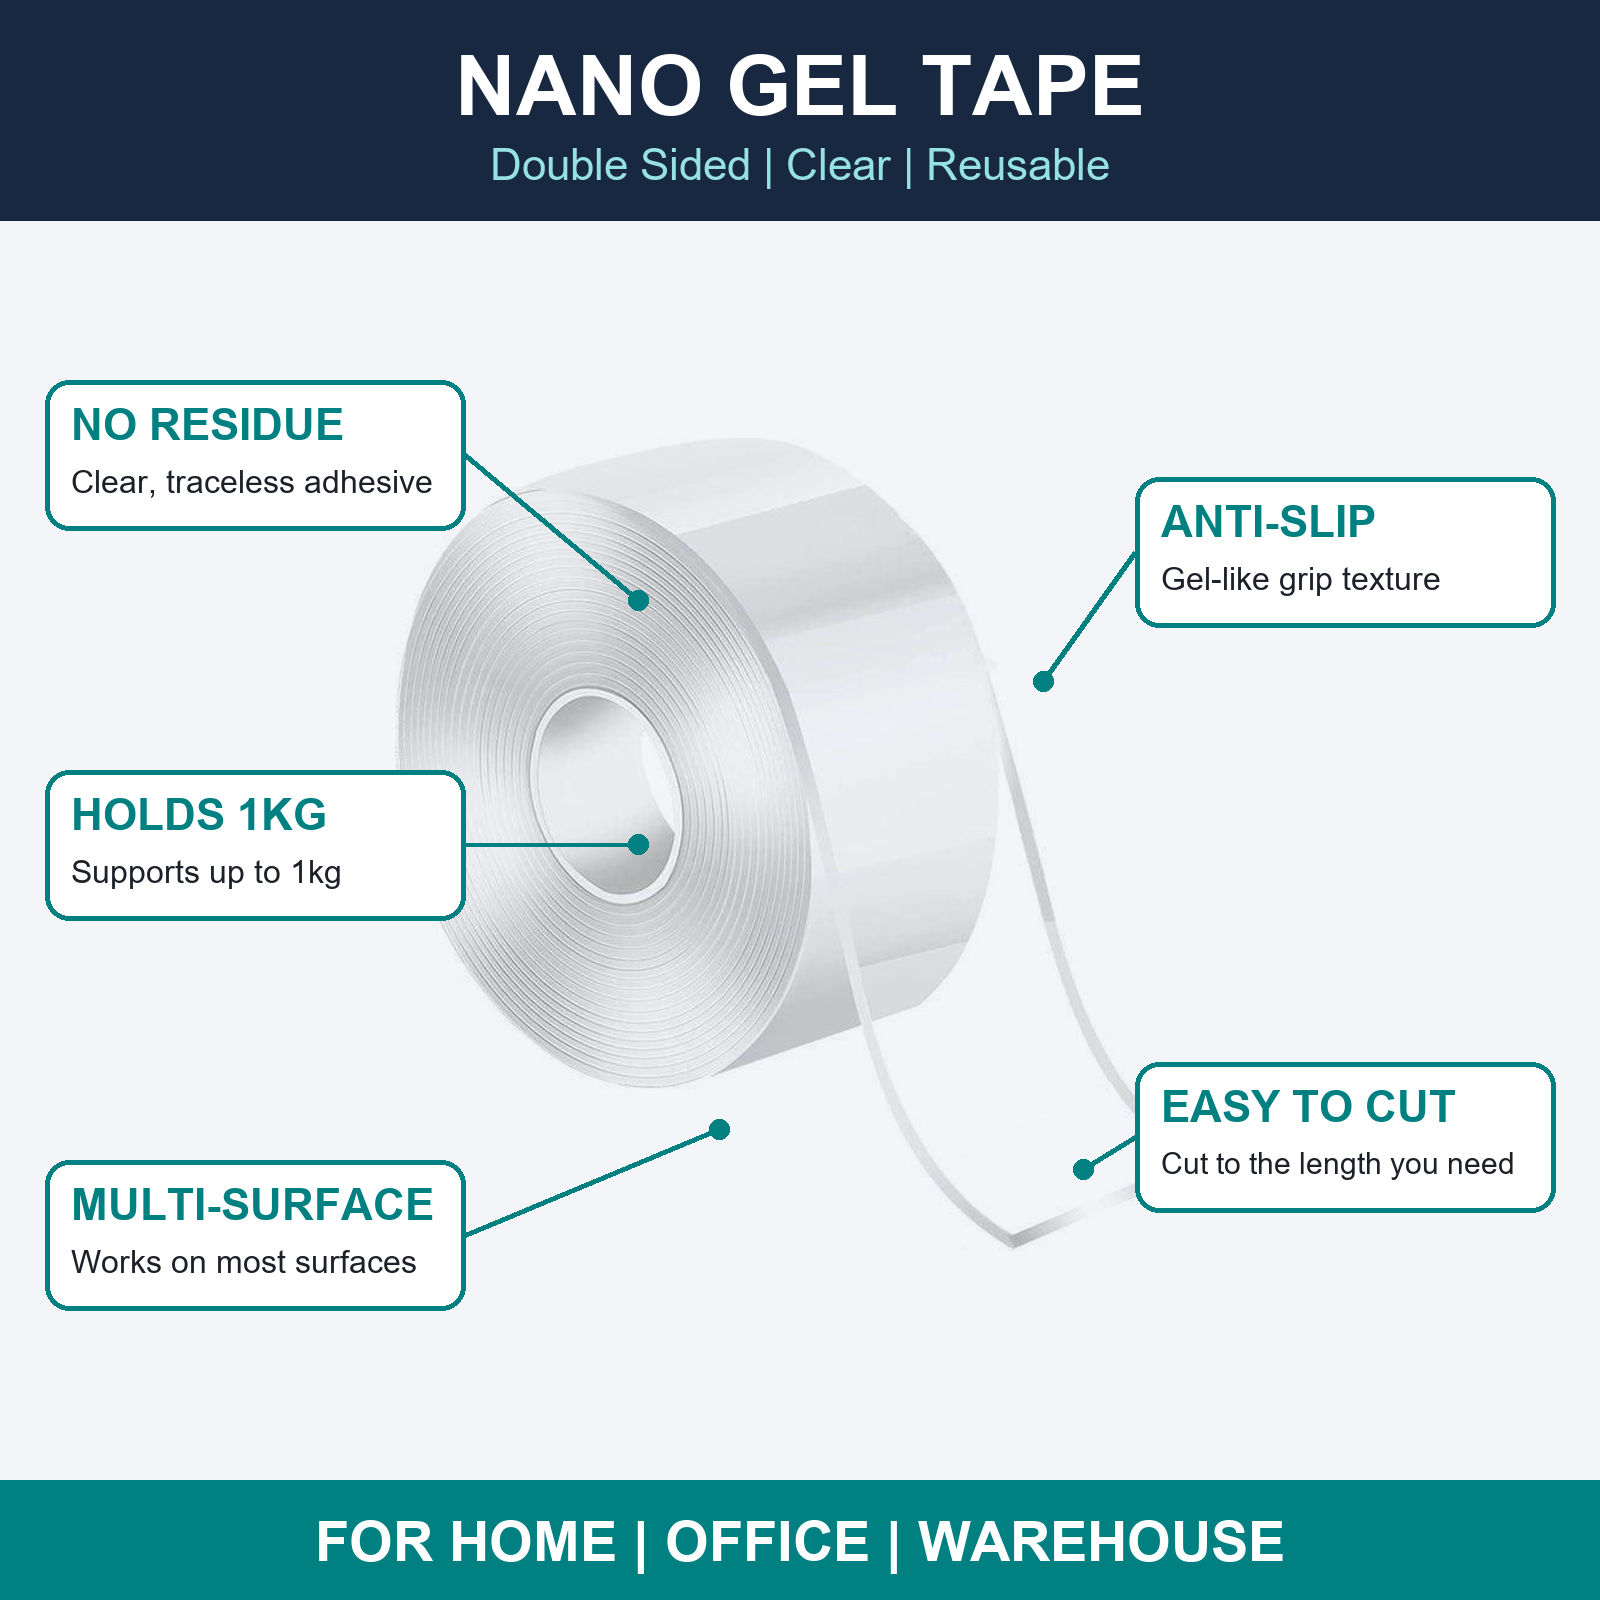 NANO GEL TAPE
Double Sided | Clear | Reusable
NO RESIDUE
Clear, traceless adhesive
ANTI-SLIP
Gel-like grip texture
HOLDS 1KG
Supports up to 1kg
EASY TO CUT
Cut to the length you need
MULTI-SURFACE
Works on most surfaces
FOR HOME | OFFICE | WAREHOUSE